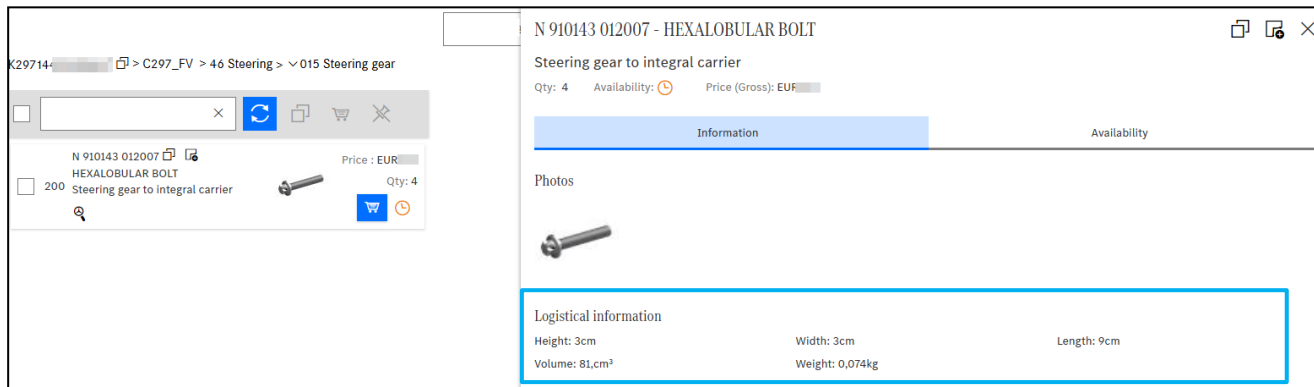 K29714
> C297_FV > 46 Steering > 015 Steering gear
N 910143 012007
HEXALOBULAR BOLT
200 Steering gear to integral carrier
Price : EUR
Qty: 4
N 910143 012007 - HEXALOBULAR BOLT
Steering gear to integral carrier
Qty: 4 Availability: Price (Gross): EUR
Information Availability
Photos
Logistical information
Height: 3cm Width: 3cm Length: 9cm
Volume: 81,cm³ Weight: 0,074kg